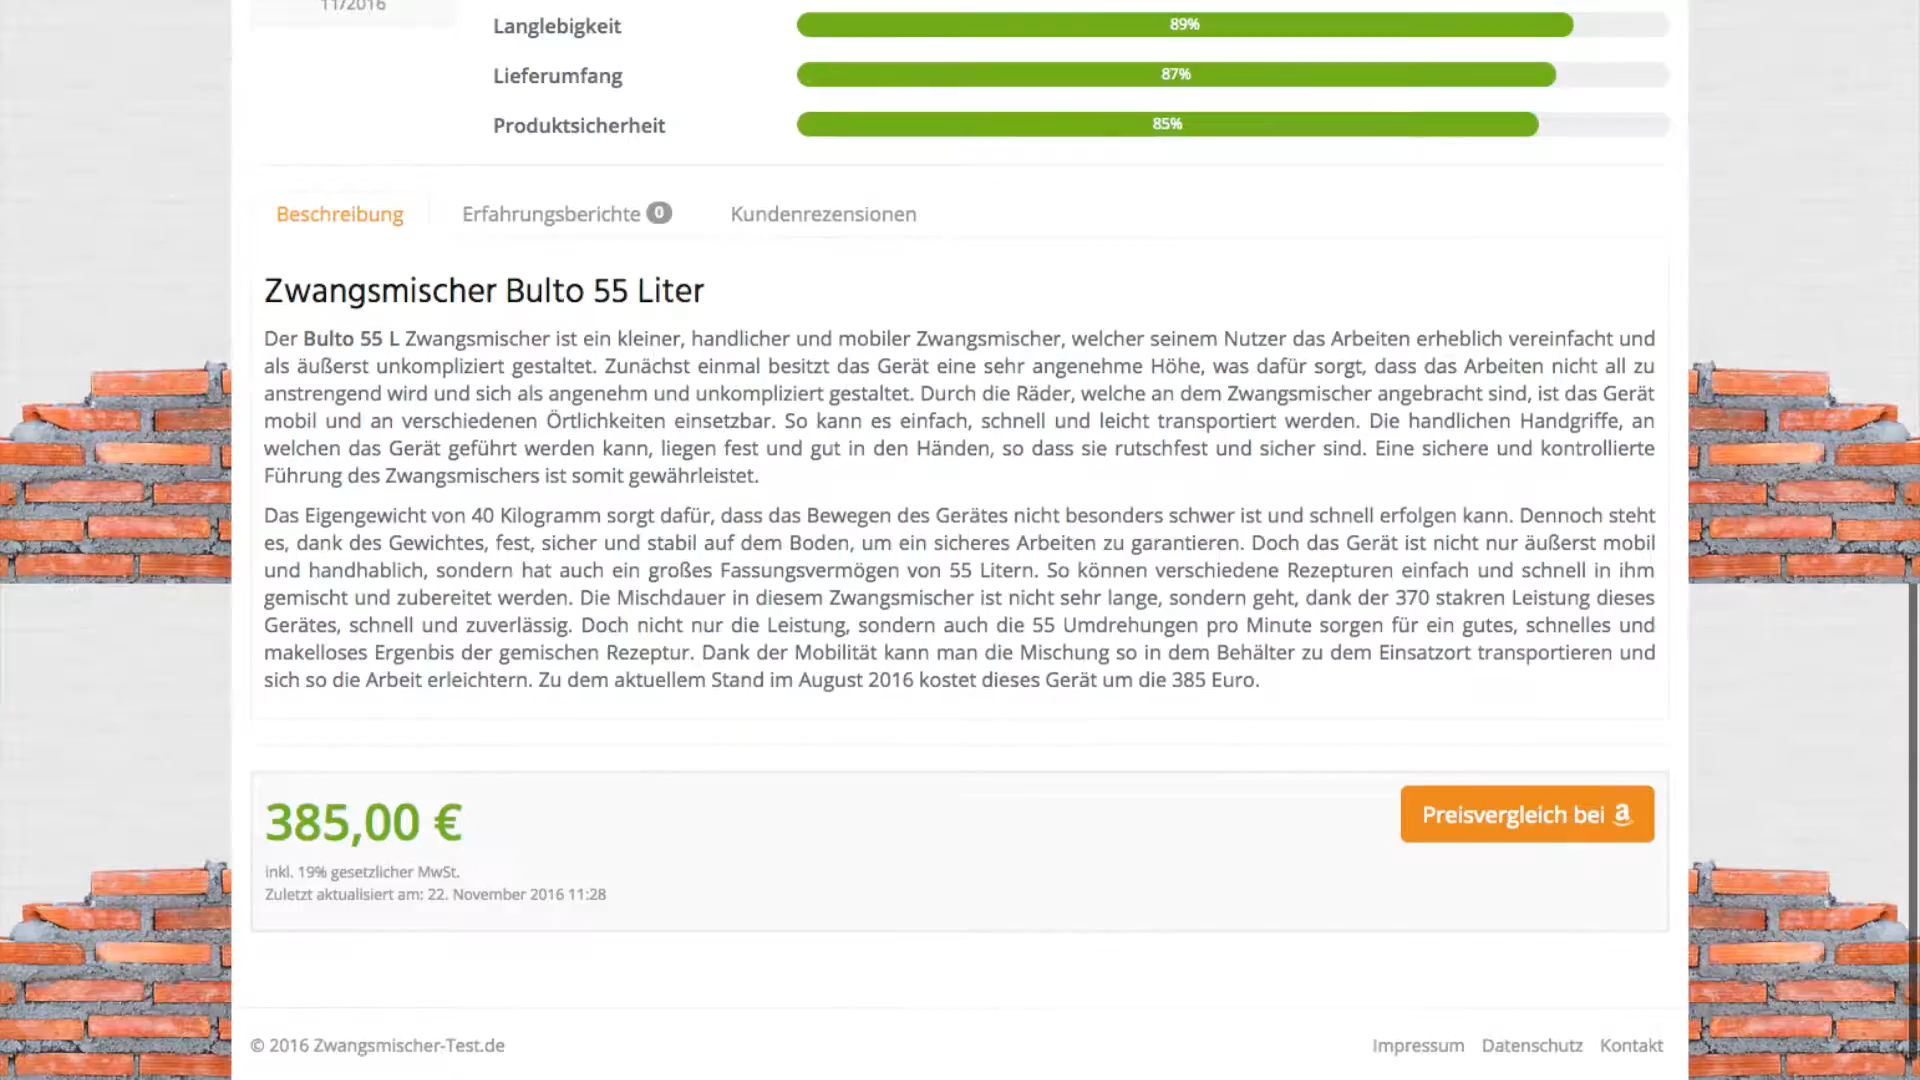 11/2016
Langlebigkeit
89%
Lieferumfang
87%
Produktsicherheit
85%
Beschreibung
Erfahrungsberichte 0
Kundenrezensionen
Zwangsmischer Bulto 55 Liter
Der Bulto 55 L Zwangsmischer ist ein kleiner, handlicher und mobiler Zwangsmischer, welcher seinem Nutzer das Arbeiten erheblich vereinfacht und
als äußerst unkompliziert gestaltet. Zunächst einmal besitzt das Gerät eine sehr angenehme Höhe, was dafür sorgt, dass das Arbeiten nicht all zu
anstrengend wird und sich als angenehm und unkompliziert gestaltet. Durch die Räder, welche an dem Zwangsmischer angebracht sind, ist das Gerät
mobil und an verschiedenen Örtlichkeiten einsetzbar. So kann es einfach, schnell und leicht transportiert werden. Die handlichen Handgriffe, an
welchen das Gerät geführt werden kann, liegen fest und gut in den Händen, so dass sie rutschfest und sicher sind. Eine sichere und kontrollierte
Führung des Zwangsmischers ist somit gewährleistet.
Das Eigengewicht von 40 Kilogramm sorgt dafür, dass das Bewegen des Gerätes nicht besonders schwer ist und schnell erfolgen kann. Dennoch steht
es, dank des Gewichtes, fest, sicher und stabil auf dem Boden, um ein sicheres Arbeiten zu garantieren. Doch das Gerät ist nicht nur äußerst mobil
und handhablich, sondern hat auch ein großes Fassungsvermögen von 55 Litern. So können verschiedene Rezepturen einfach und schnell in ihm
gemischt und zubereitet werden. Die Mischdauer in diesem Zwangsmischer ist nicht sehr lange, sondern geht, dank der 370 stakren Leistung dieses
Gerätes, schnell und zuverlässig. Doch nicht nur die Leistung, sondern auch die 55 Umdrehungen pro Minute sorgen für ein gutes, schnelles und
makelloses Ergenbis der gemischen Rezeptur. Dank der Mobilität kann man die Mischung so in dem Behälter zu dem Einsatzort transportieren und
sich so die Arbeit erleichtern. Zu dem aktuellem Stand im August 2016 kostet dieses Gerät um die 385 Euro.
385,00 €
Preisvergleich bei a
inkl. 19% gesetzlicher MwSt.
Zuletzt aktualisiert am: 22. November 2016 11:28
© 2016 Zwangsmischer-Test.de
Impressum Datenschutz Kontakt